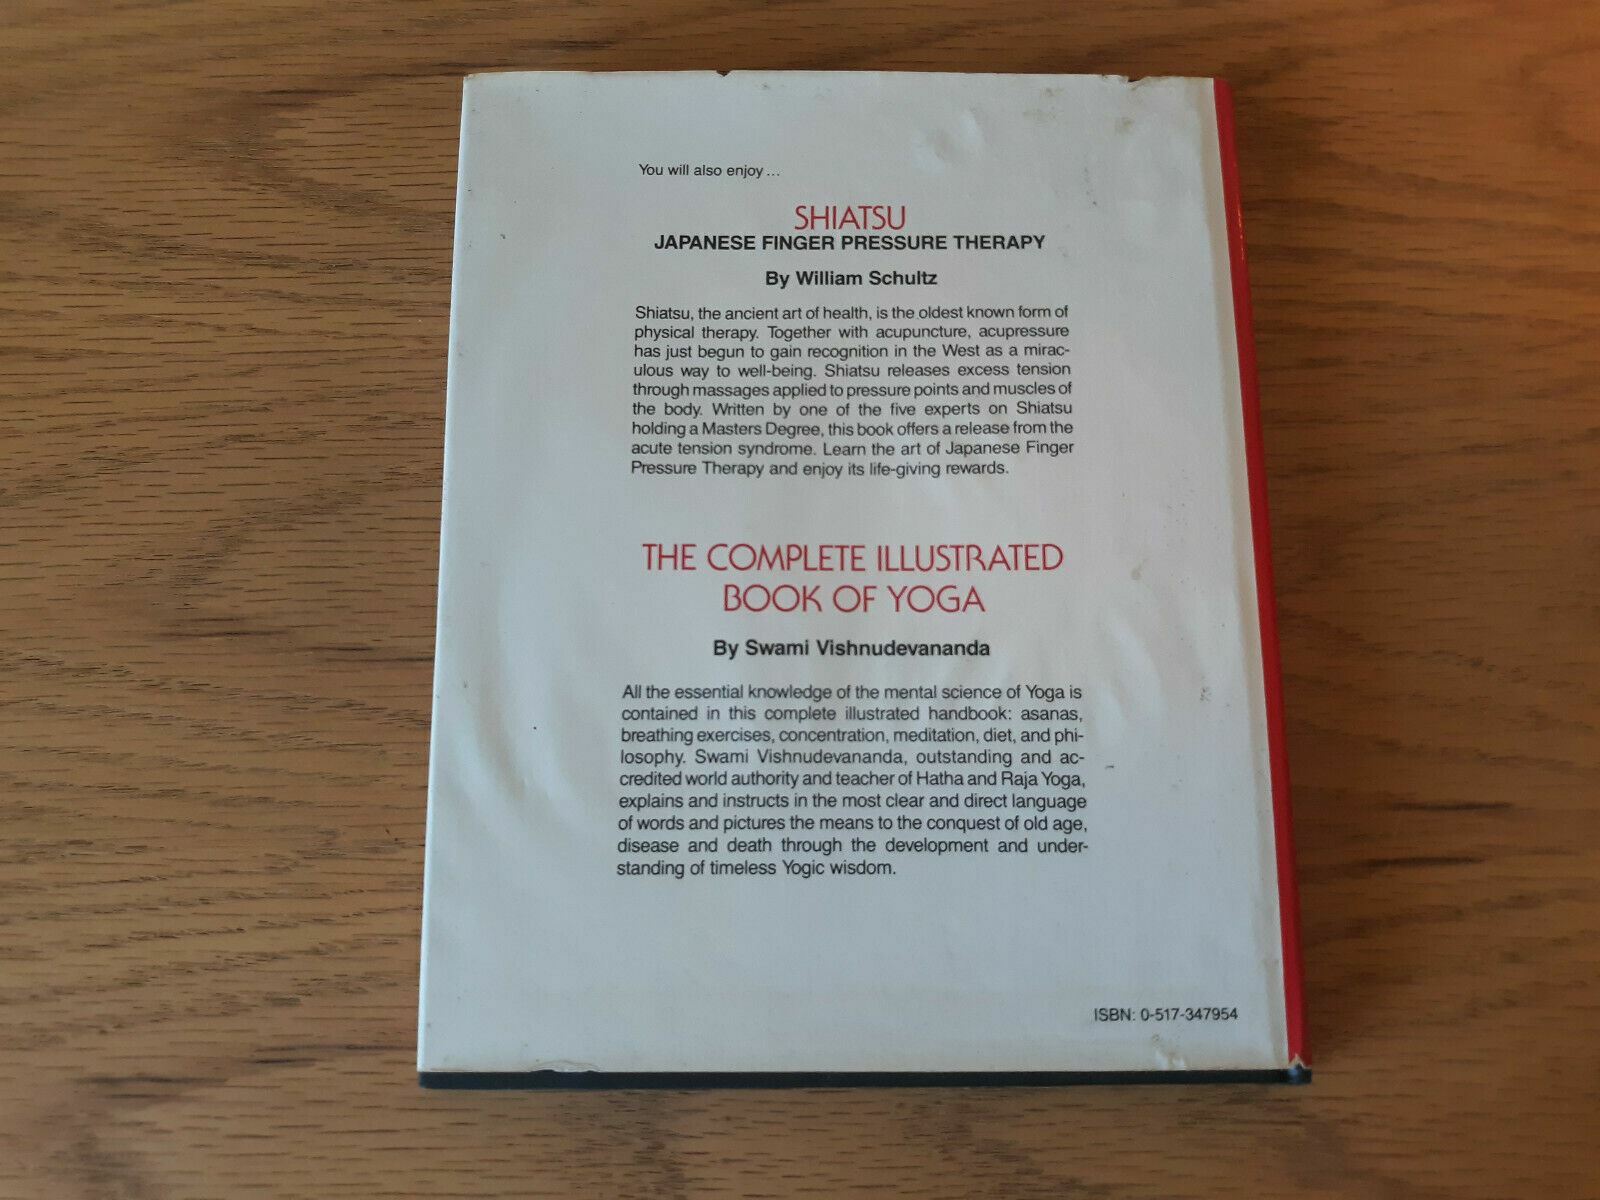 You will also enjoy ...
SHIATSU
JAPANESE FINGER PRESSURE THERAPY
By William Schultz
Shiatsu, the ancient art of health, is the oldest known form of
physical therapy. Together with acupuncture, acupressure
has just begun to gain recognition in the West as a mirac-
ulous way to well-being. Shiatsu releases excess tension
through massages applied to pressure points and muscles of
the body. Written by one of the five experts on Shiatsu
holding a Masters Degree, this book offers a release from the
acute tension syndrome. Learn the art of Japanese Finger
Pressure Therapy and enjoy its life-giving rewards.
THE COMPLETE ILLUSTRATED
BOOK OF YOGA
By Swami Vishnudevananda
All the essential knowledge of the mental science of Yoga is
contained in this complete illustrated handbook: asanas,
breathing exercises, concentration, meditation, diet, and phi-
losophy. Swami Vishnudevananda, outstanding and ac-
credited world authority and teacher of Hatha and Raja Yoga,
explains and instructs in the most clear and direct language
of words and pictures the means to the conquest of old age,
disease and death through the development and under-
standing of timeless Yogic wisdom.
ISBN: 0-517-347954